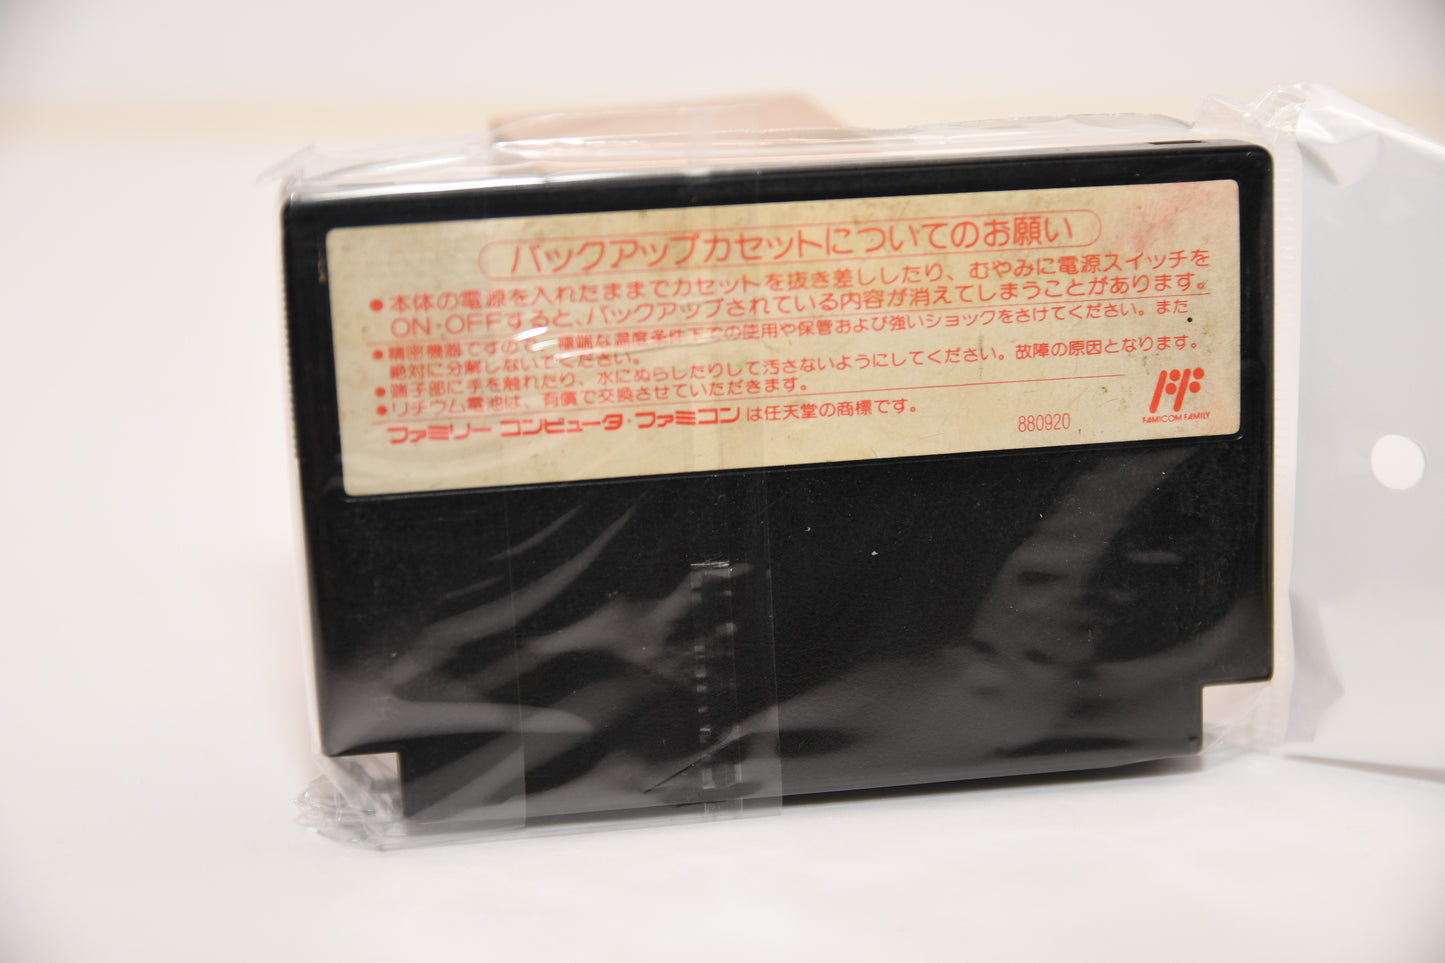 バックアップカセットについてのお願い
●本体の電源を入れたままでカセットを抜き差ししたり、むやみに電源スイッチを
ON・OFFすると、バックアップされている内容が消えてしまうことがあります。
●精密機器ですので、極端な温度条件下での使用や保管および強いショックをさけてください。また
絶対に分解しないでください。
●端子部に手を触れたり、水にぬらしたりして汚さないようにしてください。故障の原因となります。
●リチウム電池は、有償で交換させていただきます。
ファミリーコンピュータ・ファミコンは任天堂の商標です。
880920
FAMICOM FAMILY